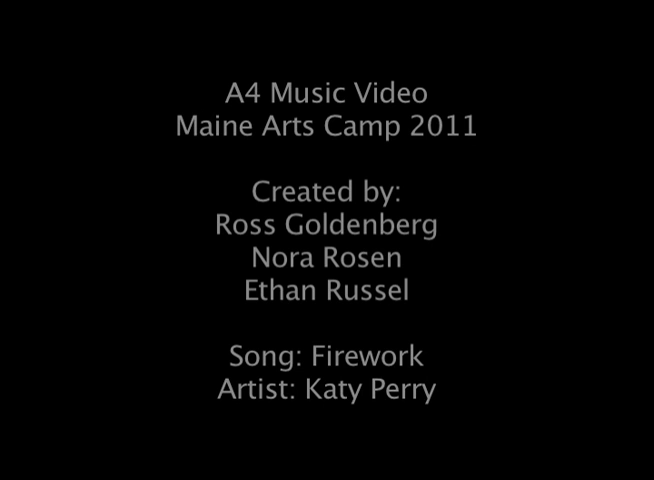 A4 Music Video
Maine Arts Camp 2011
Created by:
Ross Goldenberg
Nora Rosen
Ethan Russel
Song: Firework
Artist: Katy Perry